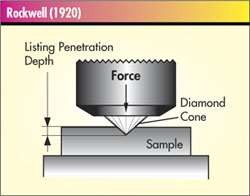 Rockwell (1920)
Listing Penetration
Depth
Force
Diamond
Cone
Sample